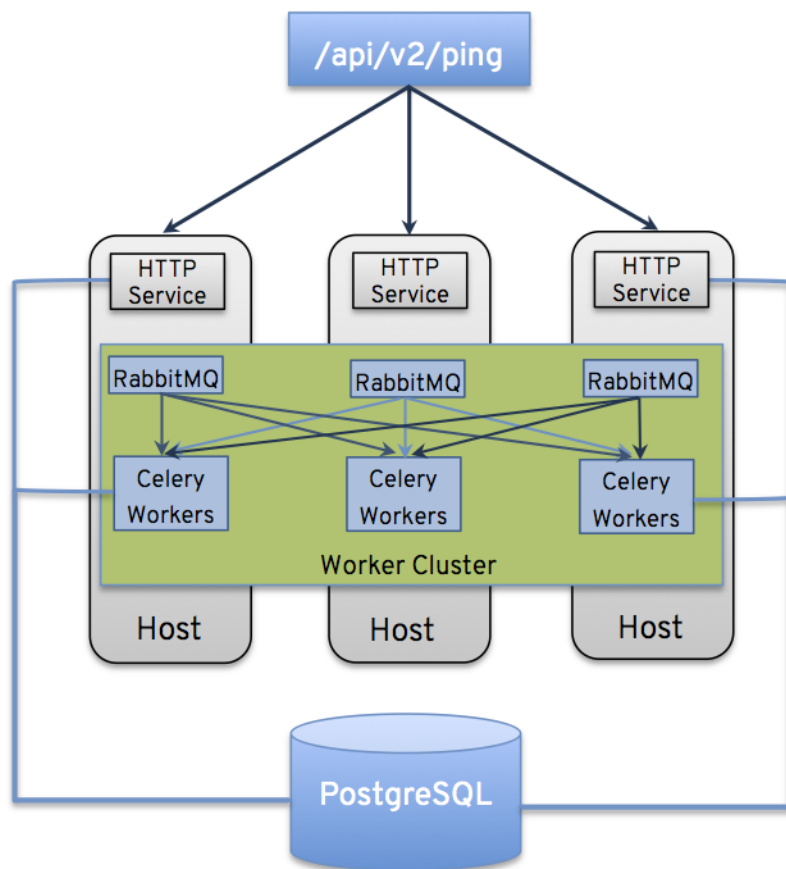 /api/v2/ping
HTTP
Service
HTTP
Service
HTTP
Service
RabbitMQ
RabbitMQ
RabbitMQ
Celery
Workers
Celery
Workers
Celery
Workers
Worker Cluster
Host
Host
Host
PostgreSQL